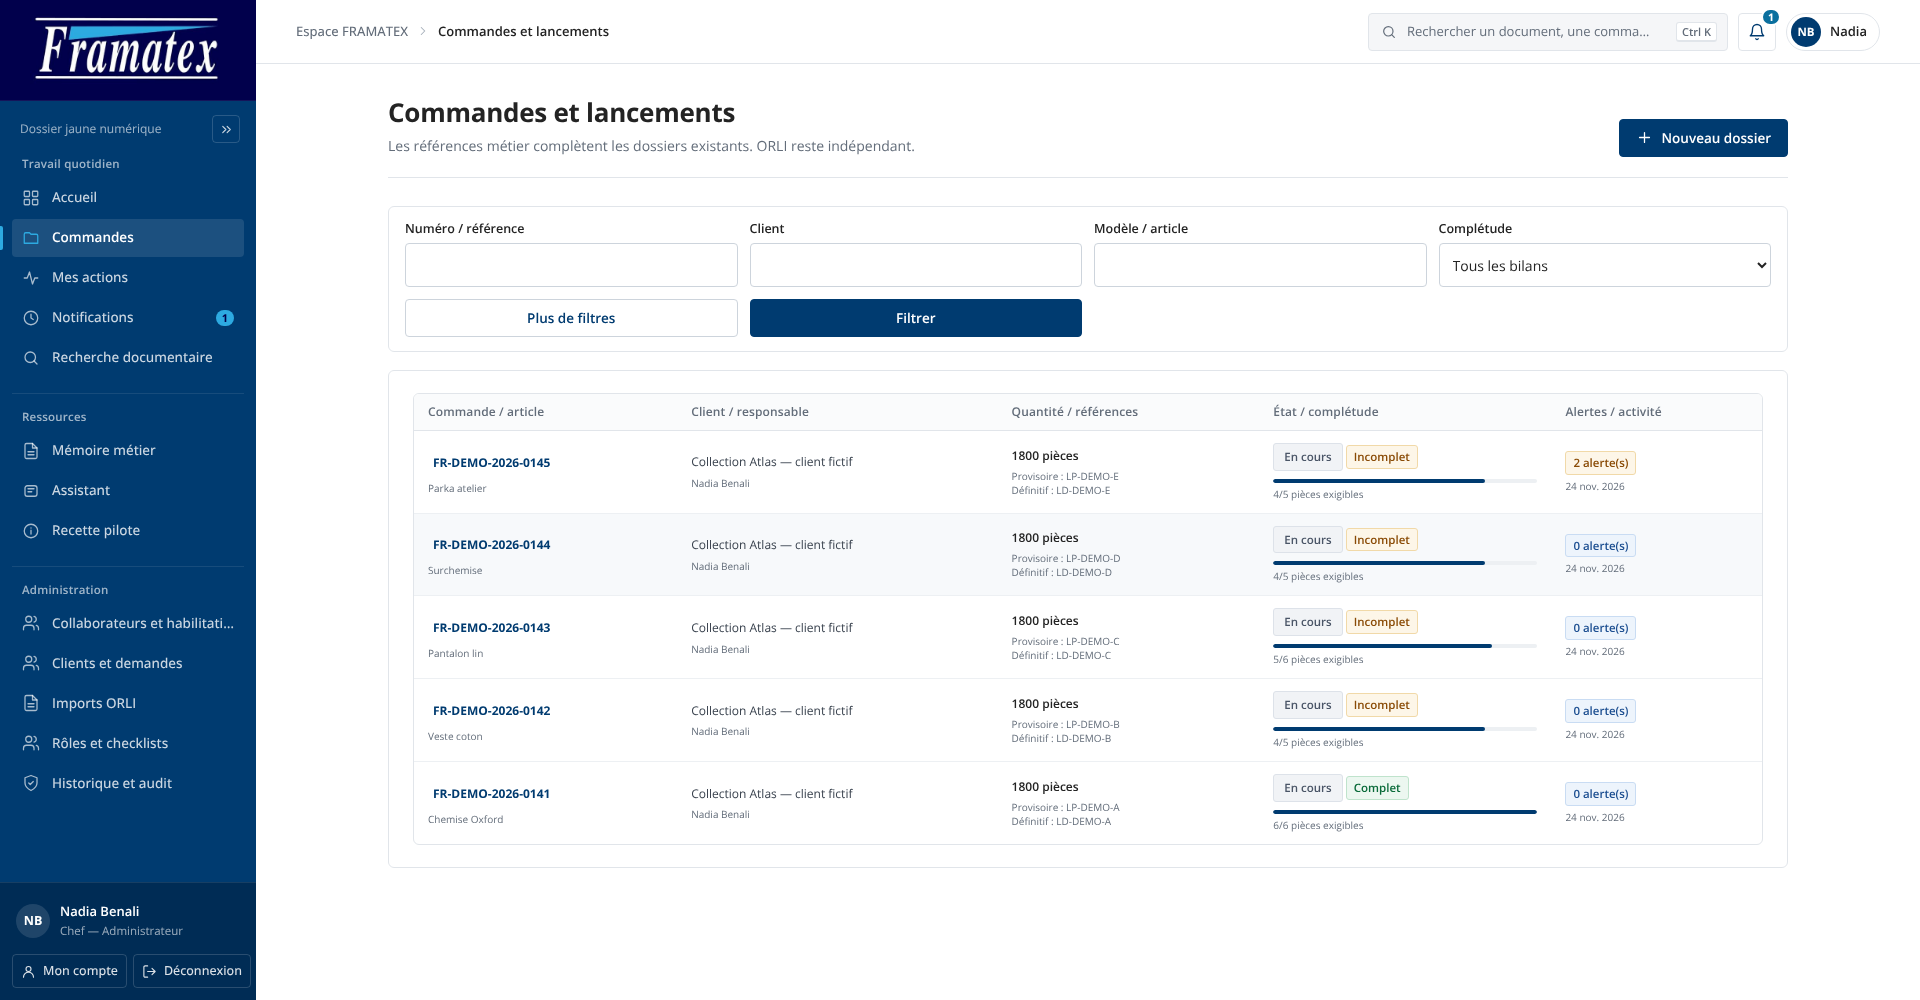 Framatex
Espace FRAMATEX
Commandes et lancements
Rechercher un document, une comma...
Ctrl K
1
NB
Nadia
Dossier jaune numérique
Travail quotidien
Accueil
Commandes
Mes actions
Notifications
1
Recherche documentaire
Ressources
Mémoire métier
Assistant
Recette pilote
Administration
Collaborateurs et habilitati...
Clients et demandes
Imports ORLI
Rôles et checklists
Historique et audit
NB
Nadia Benali
Chef — Administrateur
Mon compte
Déconnexion
Commandes et lancements
Les références métier complètent les dossiers existants. ORLI reste indépendant.
Nouveau dossier
Numéro / référence
Client
Modèle / article
Complétude
Tous les bilans
Plus de filtres
Filtrer
Commande / article
Client / responsable
Quantité / références
État / complétude
Alertes / activité
FR-DEMO-2026-0145
Parka atelier
Collection Atlas — client fictif
Nadia Benali
1800 pièces
Provisoire : LP-DEMO-E
Définitif : LD-DEMO-E
En cours
Incomplet
4/5 pièces exigibles
2 alerte(s)
24 nov. 2026
FR-DEMO-2026-0144
Surchemise
Collection Atlas — client fictif
Nadia Benali
1800 pièces
Provisoire : LP-DEMO-D
Définitif : LD-DEMO-D
En cours
Incomplet
4/5 pièces exigibles
0 alerte(s)
24 nov. 2026
FR-DEMO-2026-0143
Pantalon lin
Collection Atlas — client fictif
Nadia Benali
1800 pièces
Provisoire : LP-DEMO-C
Définitif : LD-DEMO-C
En cours
Incomplet
5/6 pièces exigibles
0 alerte(s)
24 nov. 2026
FR-DEMO-2026-0142
Veste coton
Collection Atlas — client fictif
Nadia Benali
1800 pièces
Provisoire : LP-DEMO-B
Définitif : LD-DEMO-B
En cours
Incomplet
4/5 pièces exigibles
0 alerte(s)
24 nov. 2026
FR-DEMO-2026-0141
Chemise Oxford
Collection Atlas — client fictif
Nadia Benali
1800 pièces
Provisoire : LP-DEMO-A
Définitif : LD-DEMO-A
En cours
Complet
6/6 pièces exigibles
0 alerte(s)
24 nov. 2026